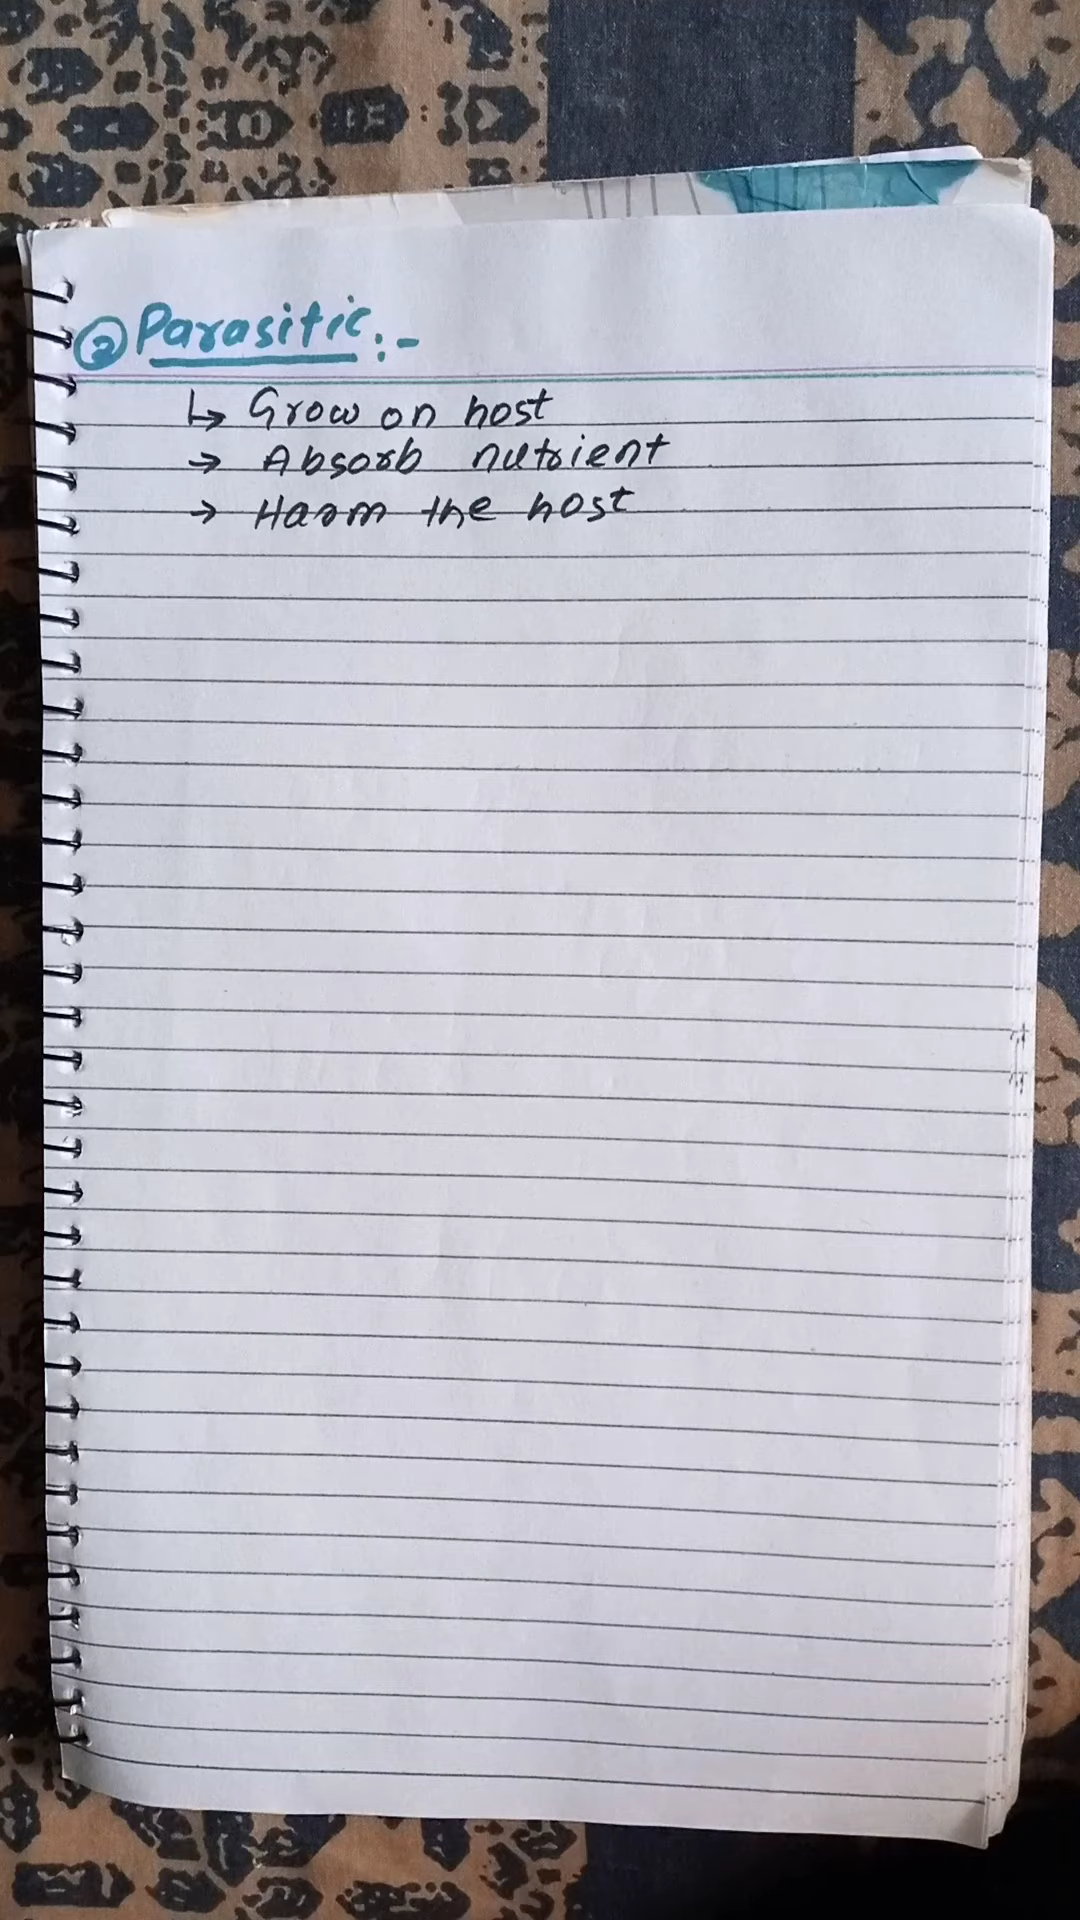 ② Parasitic :-
↳ Grow on host
→ Absorb nutrient
→ Harm the host